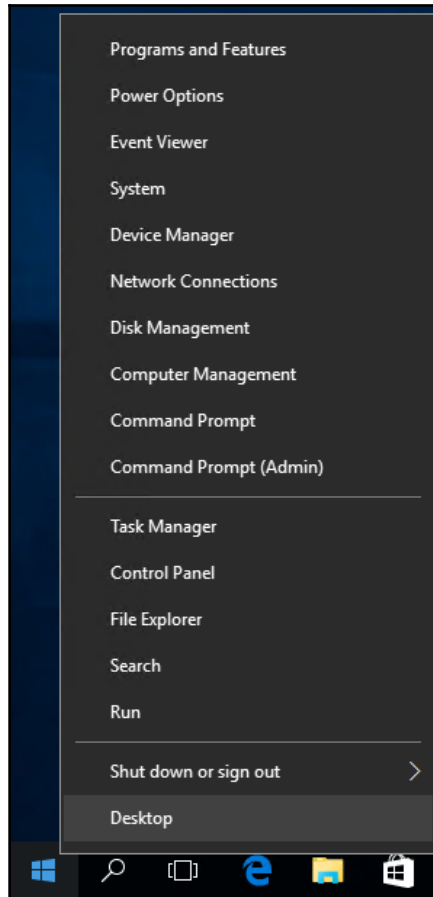 Programs and Features
Power Options
Event Viewer
System
Device Manager
Network Connections
Disk Management
Computer Management
Command Prompt
Command Prompt (Admin)
Task Manager
Control Panel
File Explorer
Search
Run
Shut down or sign out
Desktop